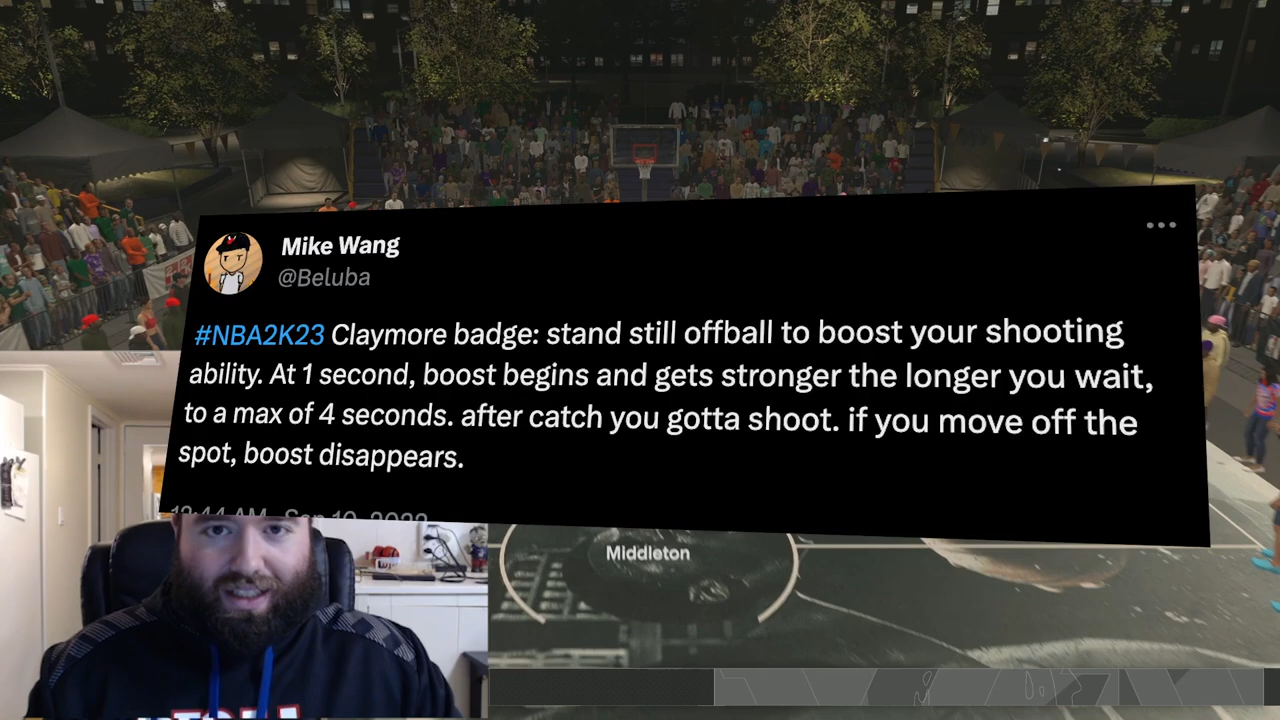 Mike Wang
@Beluba
#NBA2K23 Claymore badge: stand still offball to boost your shooting
ability. At 1 second, boost begins and gets stronger the longer you wait,
to a max of 4 seconds. after catch you gotta shoot. if you move off the
spot, boost disappears.
Middleton